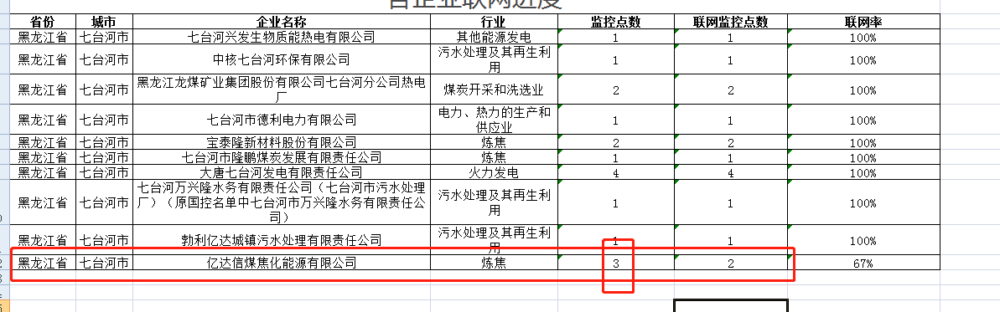 省份 城市 企业名称 行业 监控点数 联网监控点数 联网率
黑龙江省 七台河市 七台河兴发生物质能热电有限公司 其他能源发电 1 1 100%
黑龙江省 七台河市 中核七台河环保有限公司 污水处理及其再生利
用 1 1 100%
黑龙江省 七台河市 黑龙江龙煤矿业集团股份有限公司七台河分公司热电
厂 煤炭开采和洗选业 2 2 100%
黑龙江省 七台河市 七台河市德利电力有限公司 电力、热力的生产和
供应业 1 1 100%
黑龙江省 七台河市 宝泰隆新材料股份有限公司 炼焦 2 2 100%
黑龙江省 七台河市 七台河市隆鹏煤炭发展有限责任公司 炼焦 1 1 100%
黑龙江省 七台河市 大唐七台河发电有限责任公司 火力发电 4 4 100%
黑龙江省 七台河市 七台河万兴隆水务有限责任公司（七台河市污水处理
厂）（原国控名单中七台河市万兴隆水务有限责任公
司） 污水处理及其再生利
用 1 1 100%
黑龙江省 七台河市 勃利亿达城镇污水处理有限责任公司 污水处理及其再生利
用 1 1 100%
黑龙江省 七台河市 亿达信煤焦化能源有限公司 炼焦 3 2 67%